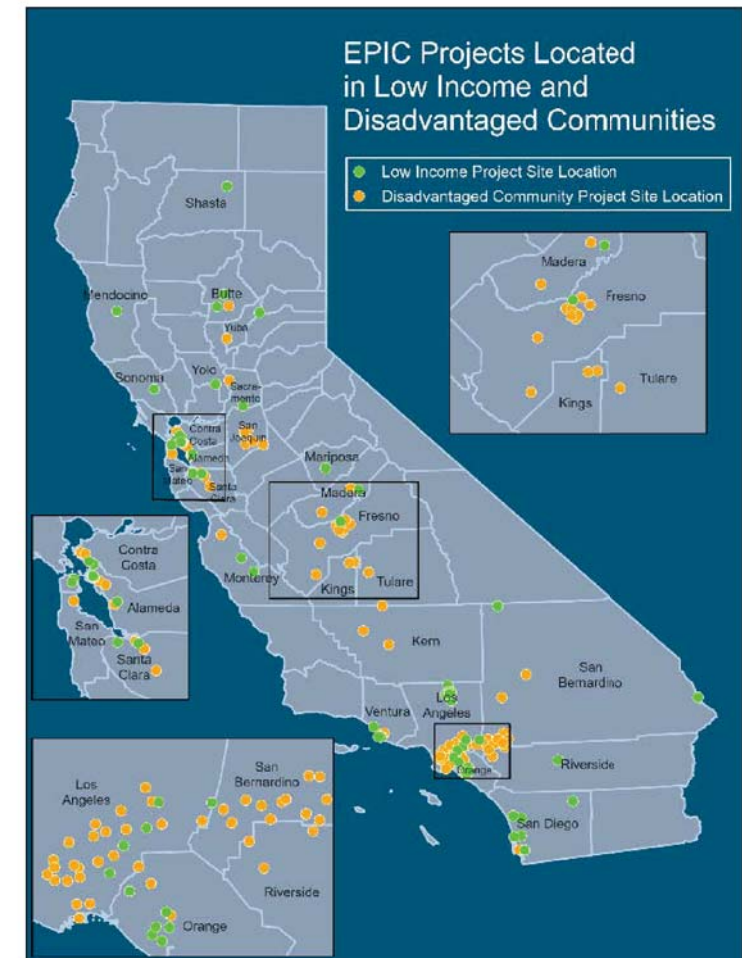 EPIC Projects Located
in Low Income and
Disadvantaged Communities
Low Income Project Site Location
Disadvantaged Community Project Site Location
Shasta
Mendocino
Butte
Yuba
Yolo
Sonoma
Sacre-
mento
Contra
Costa
San
Joaquin
Alameda
San
Mateo
Santa
Clara
Mariposa
Madera
Fresno
Monterey
Kings
Tulare
Kern
San
Bernardino
Ventura
Los
Angeles
Orange
Riverside
San Diego
Madera
Fresno
Kings
Tulare
Contra
Costa
Alameda
San
Mateo
Santa
Clara
Los
Angeles
San
Bernardino
Riverside
Orange